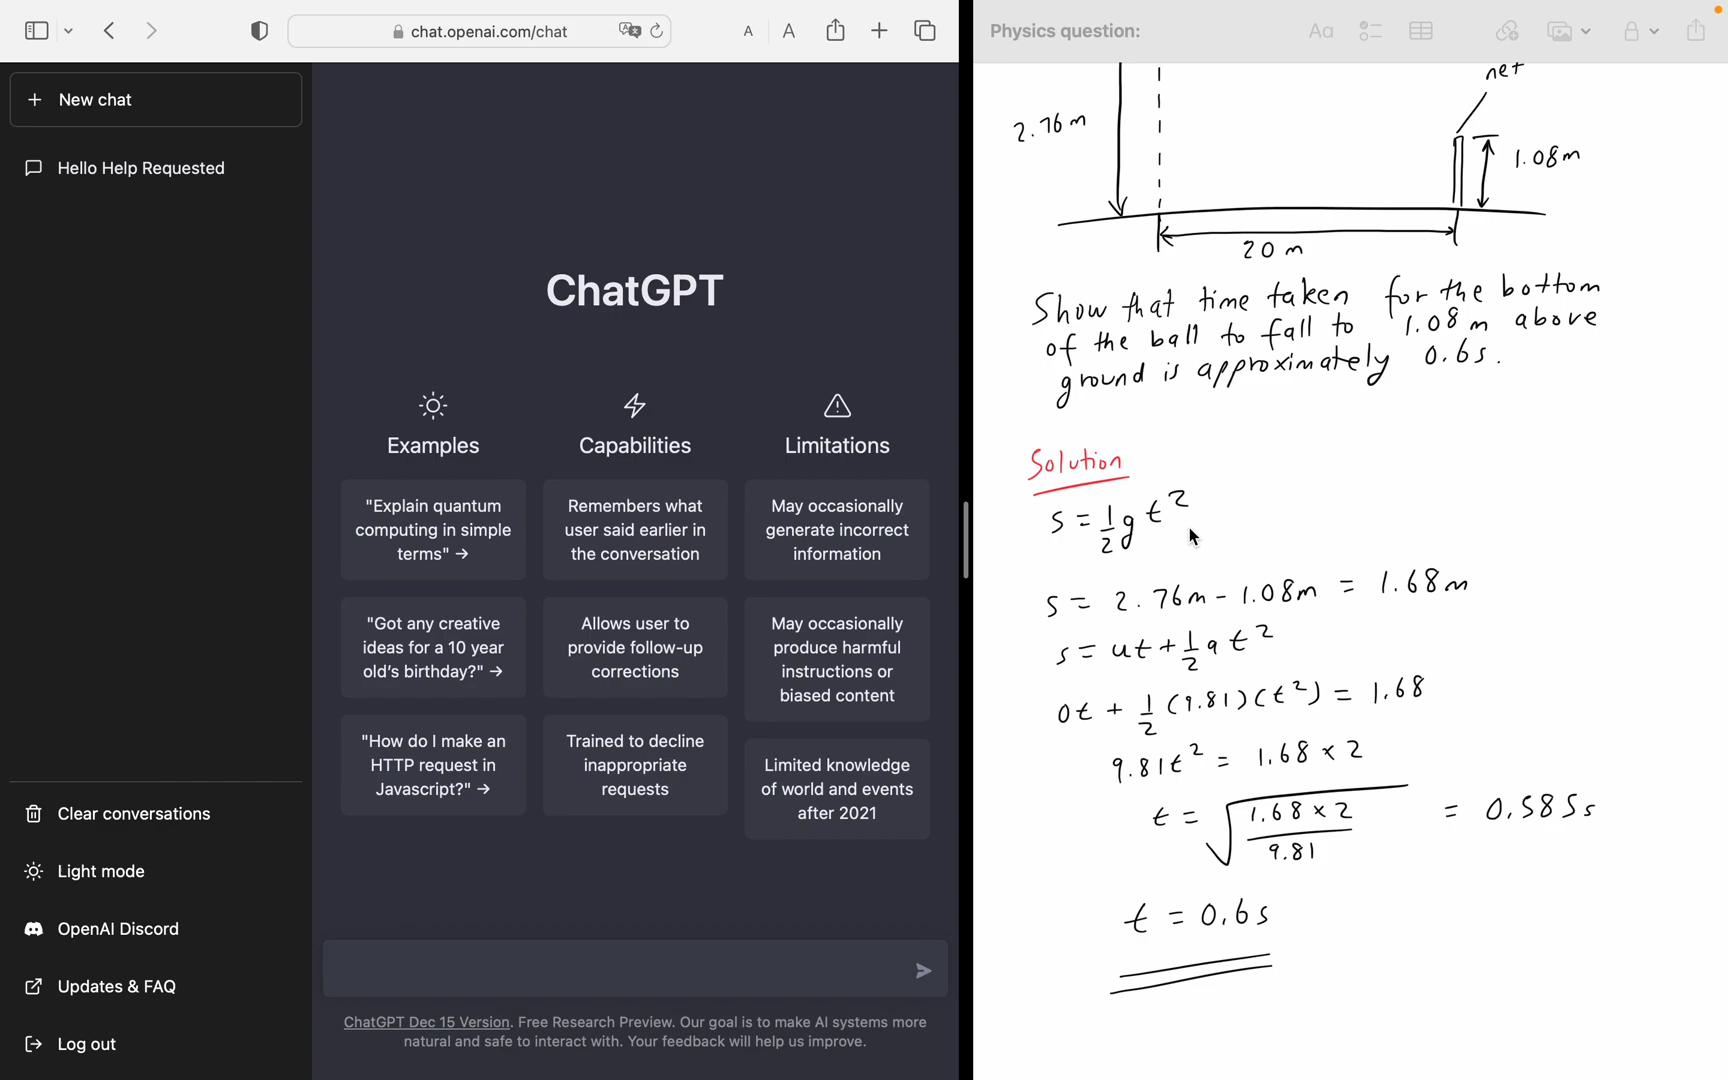 chat.openai.com/chat
A A
New chat
Hello Help Requested
ChatGPT
Examples
Capabilities
Limitations
"Explain quantum
computing in simple
terms" →
Remembers what
user said earlier in
the conversation
May occasionally
generate incorrect
information
"Got any creative
ideas for a 10 year
old's birthday?" →
Allows user to
provide follow-up
corrections
May occasionally
produce harmful
instructions or
biased content
"How do I make an
HTTP request in
Javascript?" →
Trained to decline
inappropriate
requests
Limited knowledge
of world and events
after 2021
Clear conversations
Light mode
OpenAI Discord
Updates & FAQ
Log out
ChatGPT Dec 15 Version. Free Research Preview. Our goal is to make AI systems more
natural and safe to interact with. Your feedback will help us improve.
Physics question:
Aa
net
2.76 m
1.08m
20 m
Show that time taken for the bottom
of the ball to fall to 1.08 m above
ground is approximately 0.6s.
Solution
s = 1/2 g t²
s = 2.76m - 1.08m = 1.68m
s = ut + 1/2 a t²
0t + 1/2 (9.81)(t²) = 1.68
9.81t² = 1.68 × 2
t = √(1.68 × 2 / 9.81) = 0.585s
t = 0.6s